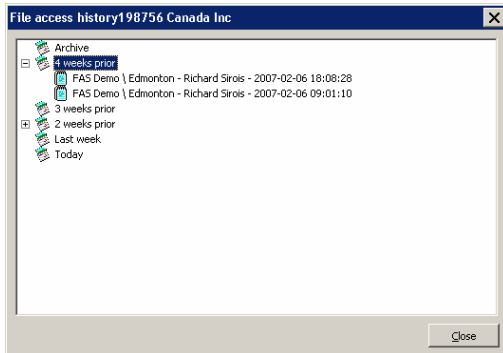 File access history198756 Canada Inc
Archive
4 weeks prior
FAS Demo \ Edmonton - Richard Sirois - 2007-02-06 18:08:28
FAS Demo \ Edmonton - Richard Sirois - 2007-02-06 09:01:10
3 weeks prior
2 weeks prior
Last week
Today
Close